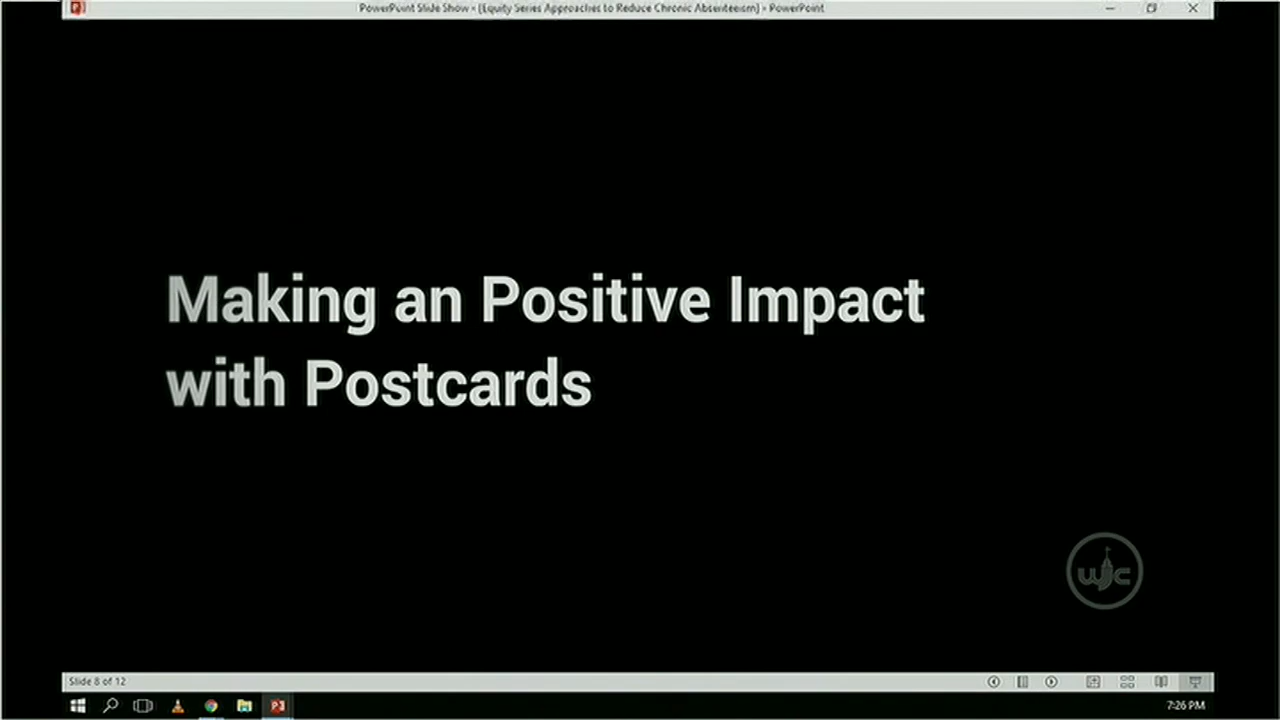 PowerPoint Slide Show - [Equity Series Approaches to Reduce Chronic Absenteeism] - PowerPoint
Making an Positive Impact
with Postcards
wjc
Slide 8 of 12
7:26 PM